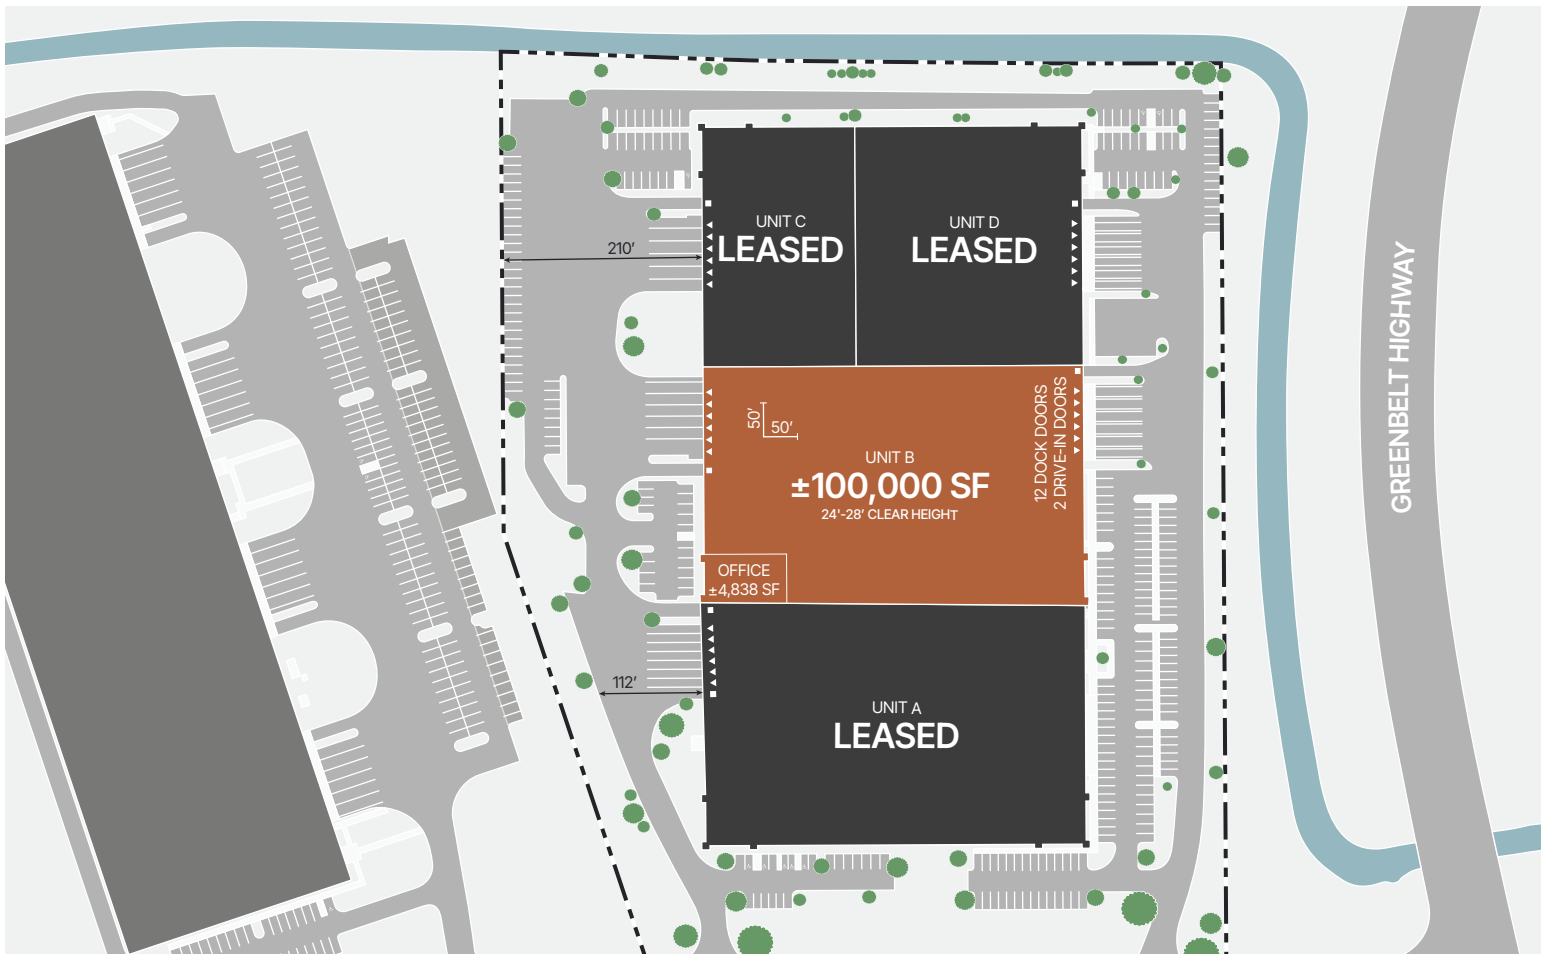 UNIT C
LEASED
UNIT D
LEASED
210’
50’
50’
12 DOCK DOORS
2 DRIVE-IN DOORS
UNIT B
±100,000 SF
24'-28’ CLEAR HEIGHT
OFFICE
±4,838 SF
112’
UNIT A
LEASED
GREENBELT HIGHWAY